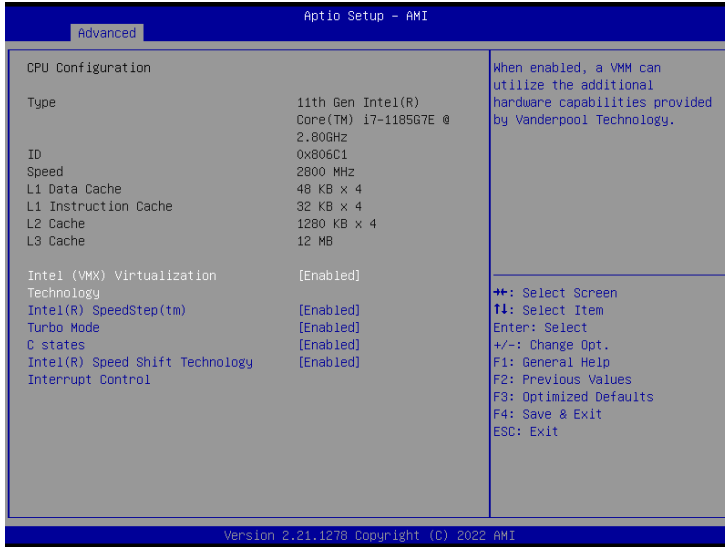 Aptio Setup - AMI
Advanced
CPU Configuration
Type 11th Gen Intel(R)
Core(TM) i7-1185G7E @
2.80GHz
ID 0x806C1
Speed 2800 MHz
L1 Data Cache 48 KB x 4
L1 Instruction Cache 32 KB x 4
L2 Cache 1280 KB x 4
L3 Cache 12 MB
Intel (VMX) Virtualization [Enabled]
Technology
Intel(R) SpeedStep(tm) [Enabled]
Turbo Mode [Enabled]
C states [Enabled]
Intel(R) Speed Shift Technology [Enabled]
Interrupt Control
When enabled, a VMM can
utilize the additional
hardware capabilities provided
by Vanderpool Technology.
→←: Select Screen
↑↓: Select Item
Enter: Select
+/-: Change Opt.
F1: General Help
F2: Previous Values
F3: Optimized Defaults
F4: Save & Exit
ESC: Exit
Version 2.21.1278 Copyright (C) 2022 AMI